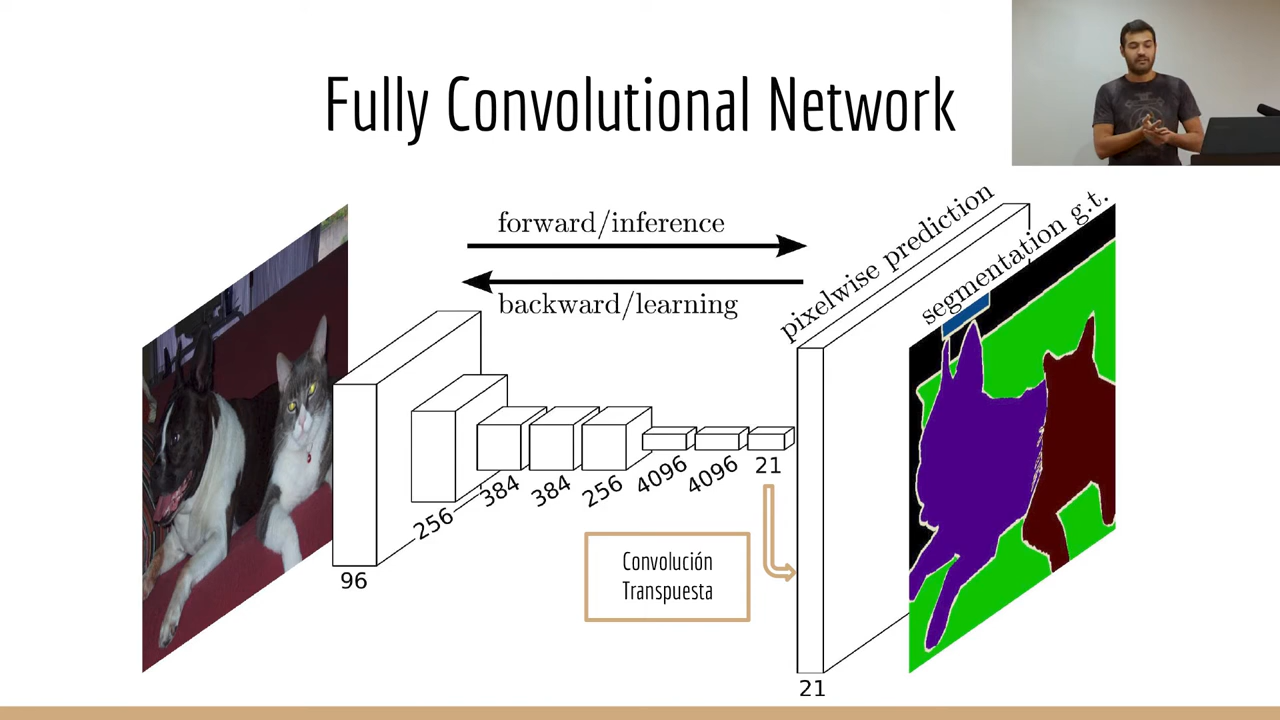 Fully Convolutional Network
forward/inference
backward/learning
pixelwise prediction
segmentation g.t.
96
256
384
384
256
4096
4096
21
21
Convolución
Transpuesta